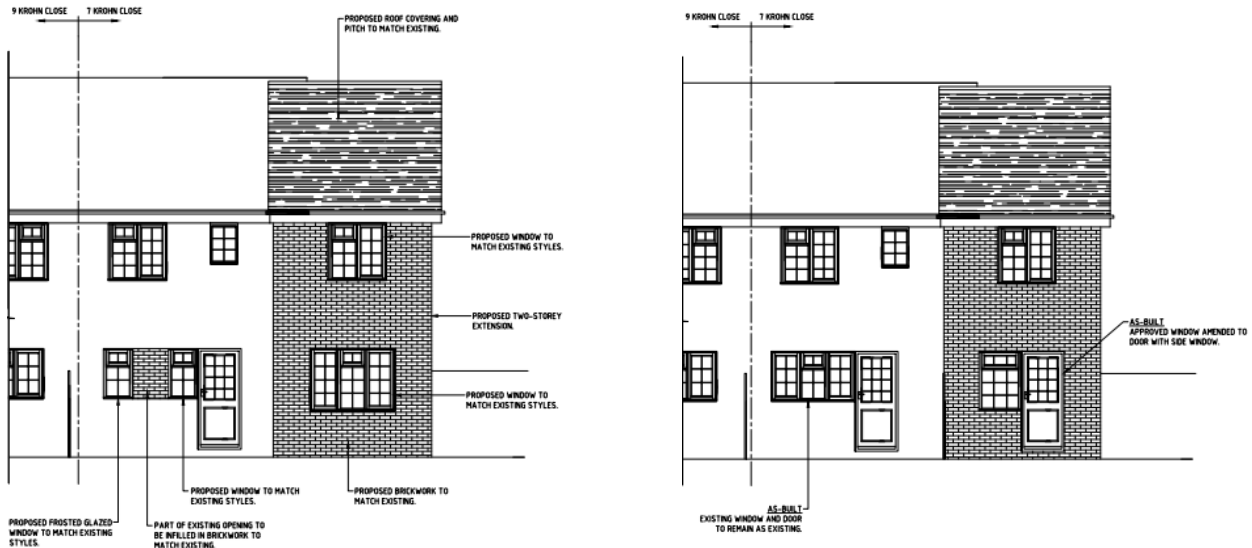 9 KROHN CLOSE
7 KROHN CLOSE
PROPOSED ROOF COVERING AND
PITCH TO MATCH EXISTING.
PROPOSED WINDOW TO
MATCH EXISTING STYLES.
PROPOSED TWO-STOREY
EXTENSION.
PROPOSED WINDOW TO
MATCH EXISTING STYLES.
PROPOSED WINDOW TO MATCH
EXISTING STYLES.
PROPOSED BRICKWORK TO
MATCH EXISTING.
PROPOSED FROSTED GLAZED
WINDOW TO MATCH EXISTING
STYLES.
PART OF EXISTING OPENING TO
BE INFILLED IN BRICKWORK TO
MATCH EXISTING.
9 KROHN CLOSE
7 KROHN CLOSE
AS-BUILT
APPROVED WINDOW AMENDED TO
DOOR WITH SIDE WINDOW.
AS-BUILT
EXISTING WINDOW AND DOOR
TO REMAIN AS EXISTING.